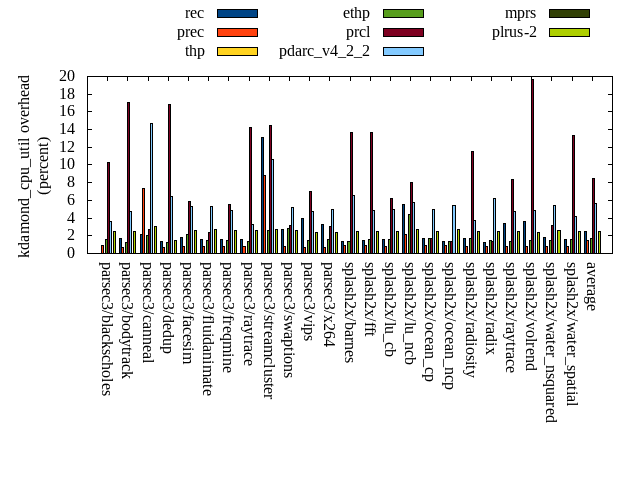 rec
prec
thp
ethp
prcl
pdarc_v4_2_2
mprs
plrus-2
kdamond_cpu_util overhead
(percent)
20
18
16
14
12
10
8
6
4
2
0
parsec3/blackscholes
parsec3/bodytrack
parsec3/canneal
parsec3/dedup
parsec3/facesim
parsec3/fluidanimate
parsec3/freqmine
parsec3/raytrace
parsec3/streamcluster
parsec3/swaptions
parsec3/vips
parsec3/x264
splash2x/barnes
splash2x/fft
splash2x/lu_cb
splash2x/lu_ncb
splash2x/ocean_cp
splash2x/ocean_ncp
splash2x/radiosity
splash2x/radix
splash2x/raytrace
splash2x/volrend
splash2x/water_nsquared
splash2x/water_spatial
average